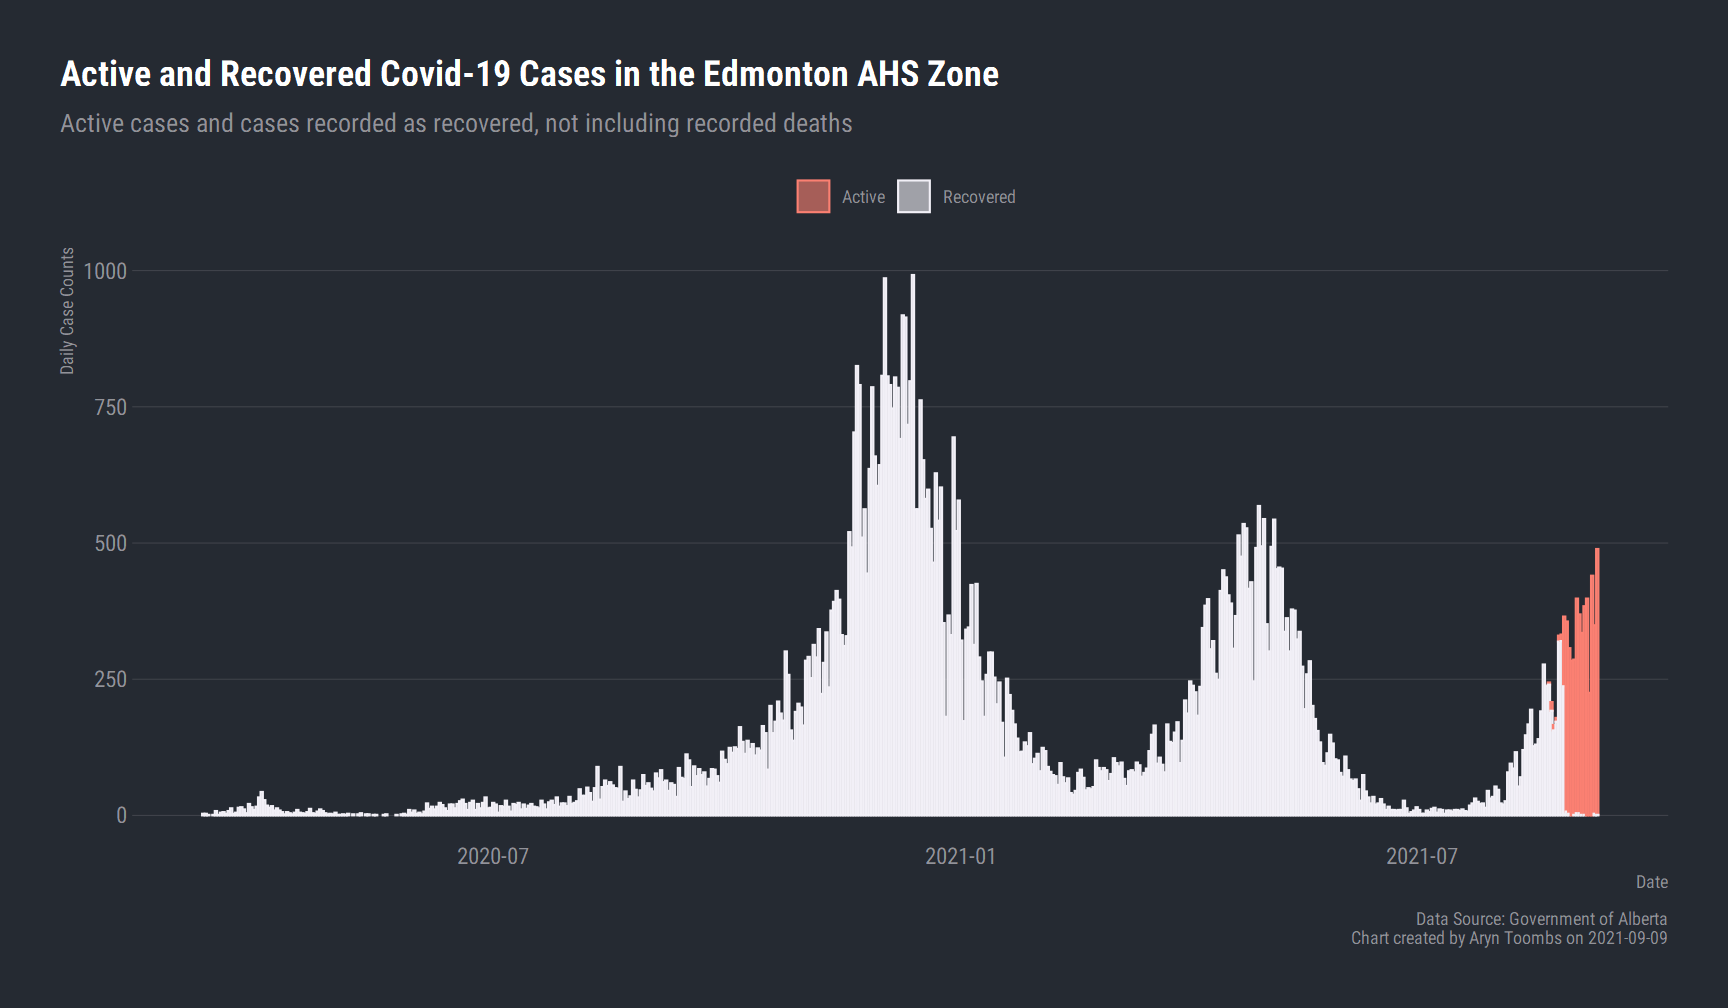 Active and Recovered Covid-19 Cases in the Edmonton AHS Zone
Active cases and cases recorded as recovered, not including recorded deaths
Active
Recovered
Daily Case Counts
1000
750
500
250
0
2020-07
2021-01
2021-07
Date
Data Source: Government of Alberta
Chart created by Aryn Toombs on 2021-09-09